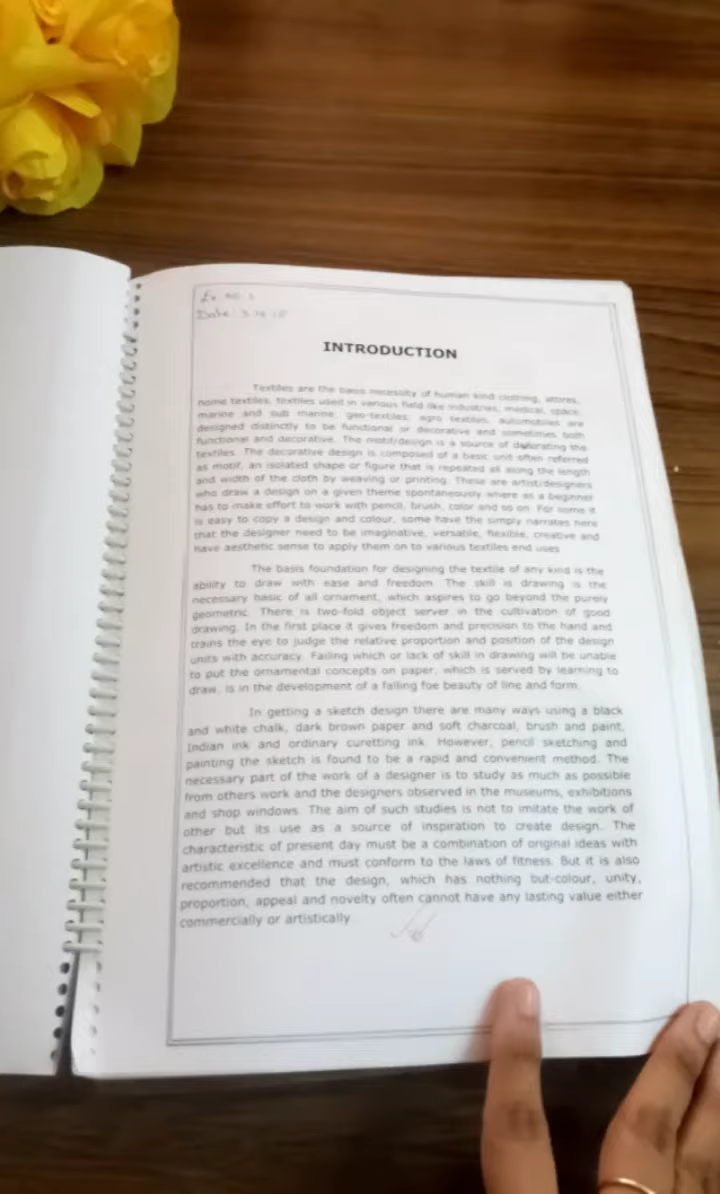 Ex. no. 1
Date:
INTRODUCTION
Textiles are the basis necessity of human kind clothing, attires,
home textiles, textiles used in various field like industries, medical, space,
marine and sub marine, geo-textiles, agro textiles, automobiles are
designed distinctly to be functional or decorative and sometimes both
functional and decorative. The motif/design is a source of decorating the
textiles. The decorative design is composed of a basic unit often referred
as motif, an isolated shape or figure that is repeated all along the length
and width of the cloth by weaving or printing. These are artist/designers
who draw a design on a given theme spontaneously where as a beginner
has to make effort to work with pencil, brush, color and so on. For some it
is easy to copy a design and colour, some have the simply narrates here
that the designer need to be imaginative, versatile, flexible, creative and
have aesthetic sense to apply them on to various textiles end uses
The basis foundation for designing the textile of any kind is the
ability to draw with ease and freedom. The skill is drawing is the
necessary basic of all ornament, which aspires to go beyond the purely
geometric. There is two-fold object server in the cultivation of good
drawing. In the first place it gives freedom and precision to the hand and
trains the eye to judge the relative proportion and position of the design
units with accuracy. Failing which or lack of skill in drawing will be unable
to put the ornamental concepts on paper, which is served by learning to
draw, is in the development of a falling foe beauty of line and form.
In getting a sketch design there are many ways using a black
and white chalk, dark brown paper and soft charcoal, brush and paint,
Indian ink and ordinary curetting ink. However, pencil sketching and
painting the sketch is found to be a rapid and convenient method. The
necessary part of the work of a designer is to study as much as possible
from others work and the designers observed in the museums, exhibitions
and shop windows. The aim of such studies is not to imitate the work of
other but its use as a source of inspiration to create design. The
characteristic of present day must be a combination of original ideas with
artistic excellence and must conform to the laws of fitness. But it is also
recommended that the design, which has nothing but-colour, unity,
proportion, appeal and novelty often cannot have any lasting value either
commercially or artistically